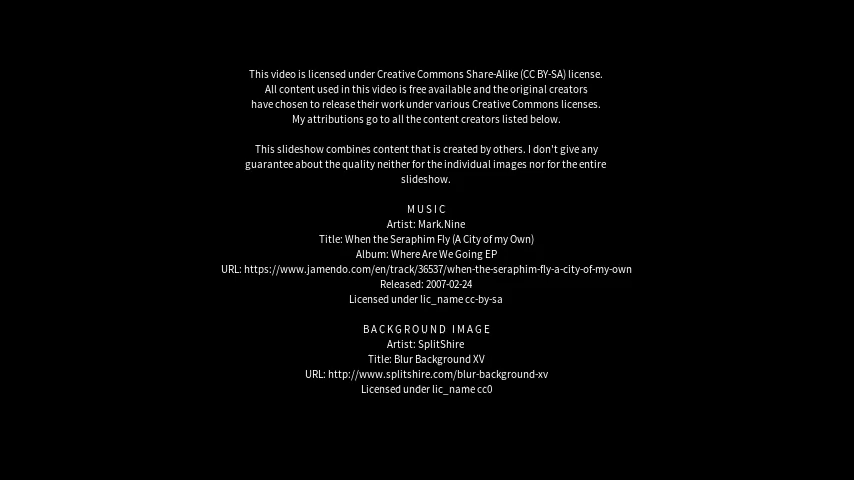 This video is licensed under Creative Commons Share-Alike (CC BY-SA) license.
All content used in this video is free available and the original creators
have chosen to release their work under various Creative Commons licenses.
My attributions go to all the content creators listed below.
This slideshow combines content that is created by others. I don't give any
guarantee about the quality neither for the individual images nor for the entire
slideshow.
MUSIC
Artist: Mark.Nine
Title: When the Seraphim Fly (A City of my Own)
Album: Where Are We Going EP
URL: https://www.jamendo.com/en/track/36537/when-the-seraphim-fly-a-city-of-my-own
Released: 2007-02-24
Licensed under lic_name cc-by-sa
BACKGROUND IMAGE
Artist: SplitShire
Title: Blur Background XV
URL: http://www.splitshire.com/blur-background-xv
Licensed under lic_name cc0